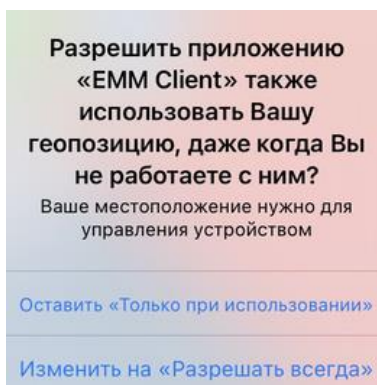 Разрешить приложению
«EMM Client» также
использовать Вашу
геопозицию, даже когда Вы
не работаете с ним?
Ваше местоположение нужно для
управления устройством
Оставить «Только при использовании»
Изменить на «Разрешать всегда»